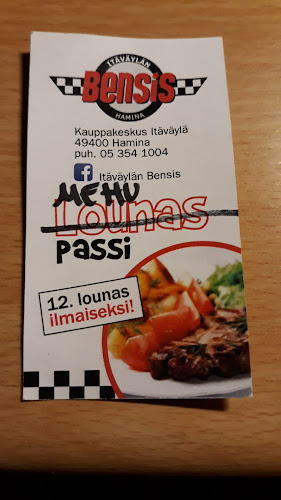 ITÄVÄYLÄN
Bensis
HAMINA
Kauppakeskus Itäväylä
49400 Hamina
puh. 05 354 1004
f Itäväylän Bensis
MEHU
Lounas
passi
12. lounas
ilmaiseksi!